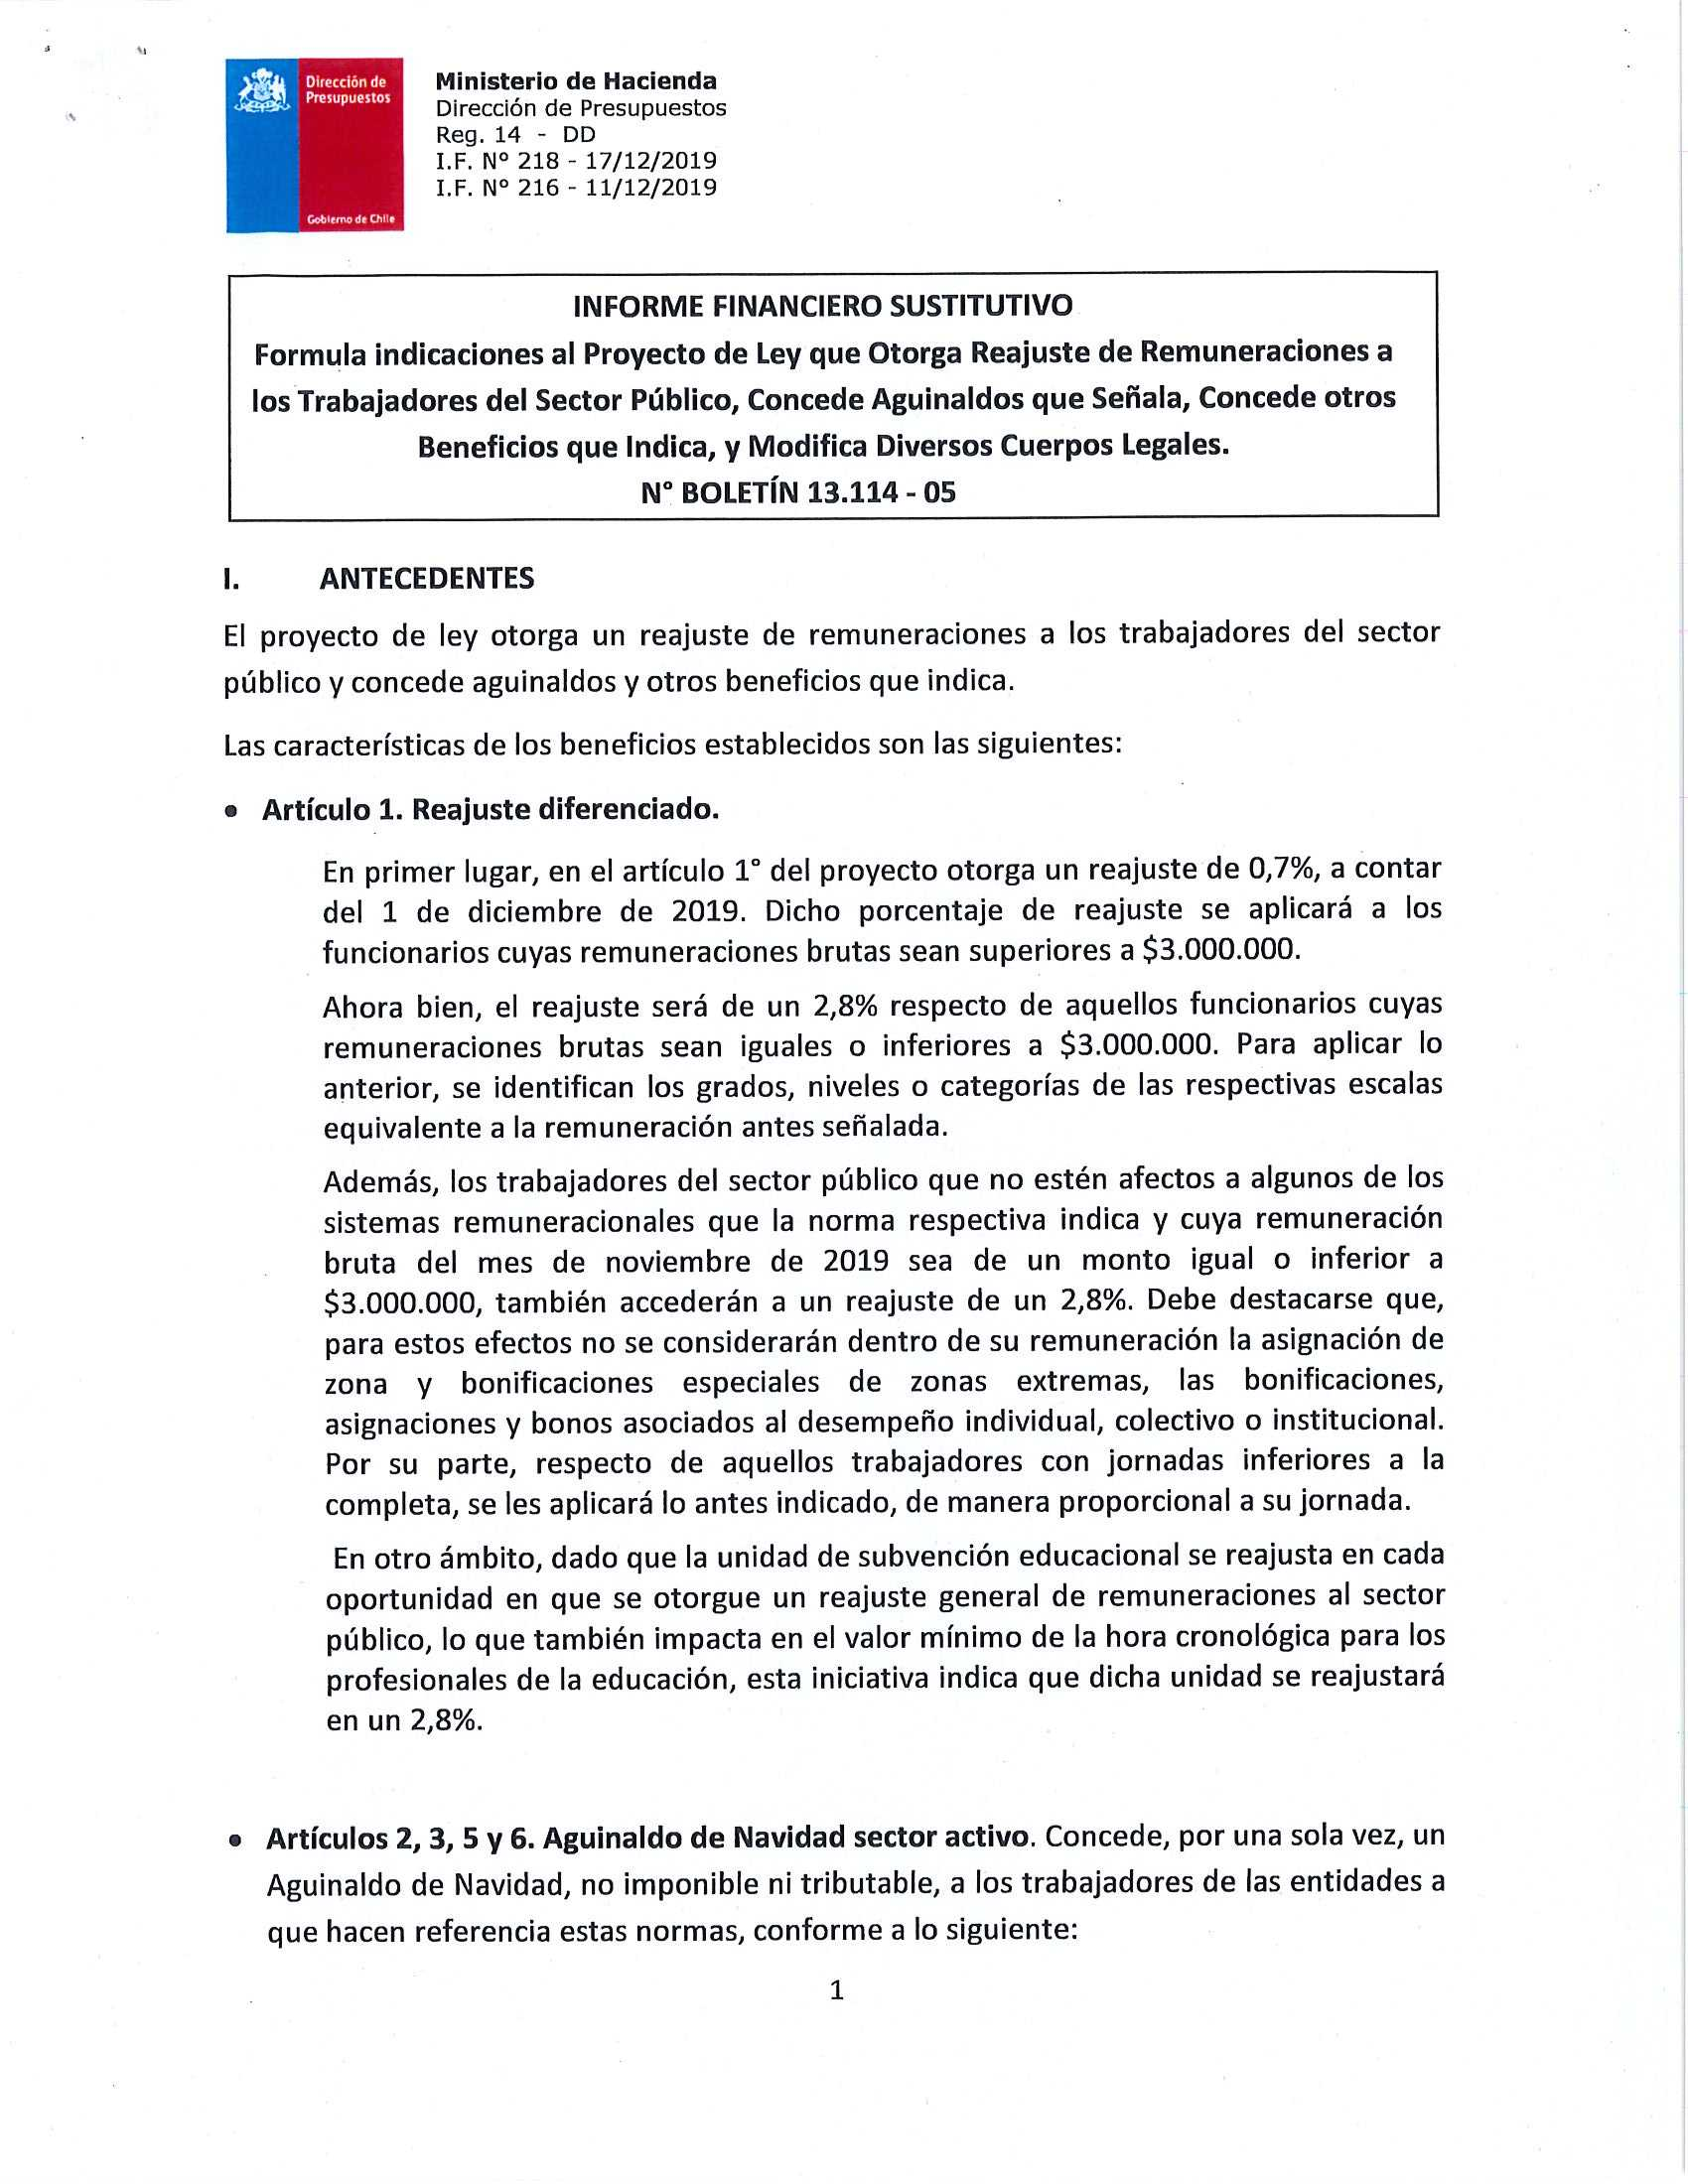 Dirección de
Presupuestos
Gobierno de Chile
Ministerio de Hacienda
Dirección de Presupuestos
Reg. 14 - DD
I.F. Nº 218 - 17/12/2019
I.F. Nº 216 - 11/12/2019
INFORME FINANCIERO SUSTITUTIVO
Formula indicaciones al Proyecto de Ley que Otorga Reajuste de Remuneraciones a
los Trabajadores del Sector Público, Concede Aguinaldos que Señala, Concede otros
Beneficios que Indica, y Modifica Diversos Cuerpos Legales.
N° BOLETÍN 13.114 - 05
I. ANTECEDENTES
El proyecto de ley otorga un reajuste de remuneraciones a los trabajadores del sector
público y concede aguinaldos y otros beneficios que indica.
Las características de los beneficios establecidos son las siguientes:
• Artículo 1. Reajuste diferenciado.
En primer lugar, en el artículo 1° del proyecto otorga un reajuste de 0,7%, a contar
del 1 de diciembre de 2019. Dicho porcentaje de reajuste se aplicará a los
funcionarios cuyas remuneraciones brutas sean superiores a $3.000.000.
Ahora bien, el reajuste será de un 2,8% respecto de aquellos funcionarios cuyas
remuneraciones brutas sean iguales o inferiores a $3.000.000. Para aplicar lo
anterior, se identifican los grados, niveles o categorías de las respectivas escalas
equivalente a la remuneración antes señalada.
Además, los trabajadores del sector público que no estén afectos a algunos de los
sistemas remuneracionales que la norma respectiva indica y cuya remuneración
bruta del mes de noviembre de 2019 sea de un monto igual o inferior a
$3.000.000, también accederán a un reajuste de un 2,8%. Debe destacarse que,
para estos efectos no se considerarán dentro de su remuneración la asignación de
zona y bonificaciones especiales de zonas extremas, las bonificaciones,
asignaciones y bonos asociados al desempeño individual, colectivo o institucional.
Por su parte, respecto de aquellos trabajadores con jornadas inferiores a la
completa, se les aplicará lo antes indicado, de manera proporcional a su jornada.
En otro ámbito, dado que la unidad de subvención educacional se reajusta en cada
oportunidad en que se otorgue un reajuste general de remuneraciones al sector
público, lo que también impacta en el valor mínimo de la hora cronológica para los
profesionales de la educación, esta iniciativa indica que dicha unidad se reajustará
en un 2,8%.
• Artículos 2, 3, 5 y 6. Aguinaldo de Navidad sector activo. Concede, por una sola vez, un
Aguinaldo de Navidad, no imponible ni tributable, a los trabajadores de las entidades a
que hacen referencia estas normas, conforme a lo siguiente:
1